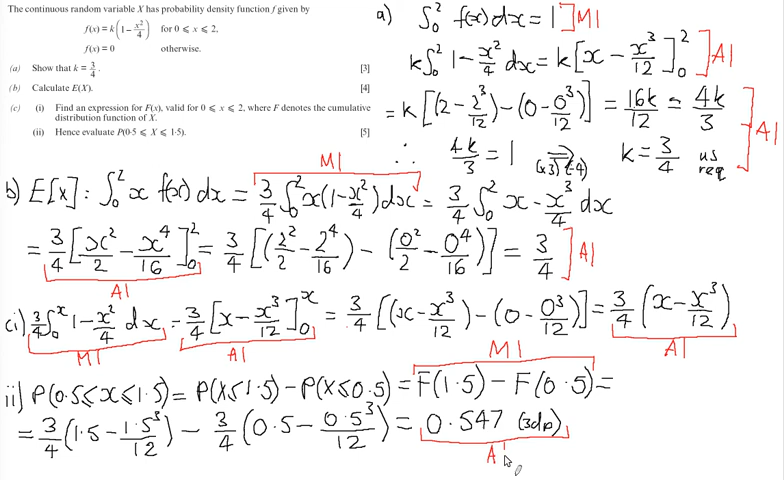 The continuous random variable X has probability density function f given by
f(x) = k(1 − x²/4) for 0 ⩽ x ⩽ 2,
f(x) = 0 otherwise.
(a) Show that k = 3/4. [3]
(b) Calculate E(X). [4]
(c) (i) Find an expression for F(x), valid for 0 ⩽ x ⩽ 2, where F denotes the cumulative
distribution function of X.
(ii) Hence evaluate P(0·5 ⩽ X ⩽ 1·5). [5]
a) ∫₀² f(x) dx = 1 ] M1
k∫₀² 1 − x²/4 dx = k[x − x³/12]₀² ] A1
= k[(2 − 2³/12) − (0 − 0³/12)] = 16k/12 = 4k/3
∴ 4k/3 = 1 ⇒ (×3)(÷4) k = 3/4 as req ] A1
M1
b) E[x] : ∫₀² x f(x) dx = 3/4 ∫₀² x(1 − x²/4) dx = 3/4 ∫₀² x − x³/4 dx
= 3/4 [x²/2 − x⁴/16]₀² = 3/4 [(2²/2 − 2⁴/16) − (0²/2 − 0⁴/16)] = 3/4 ] A1
A1
ci) 3/4 ∫₀ˣ 1 − x²/4 dx = 3/4 [x − x³/12]₀ˣ = 3/4 [(x − x³/12) − (0 − 0³/12)] = 3/4 (x − x³/12)
M1 A1 A1
M1
ii) P(0.5 ≤ x ≤ 1.5) = P(X ≤ 1.5) − P(X ≤ 0.5) = F(1.5) − F(0.5) =
= 3/4 (1.5 − 1.5³/12) − 3/4 (0.5 − 0.5³/12) = 0.547 (3dp)
A1